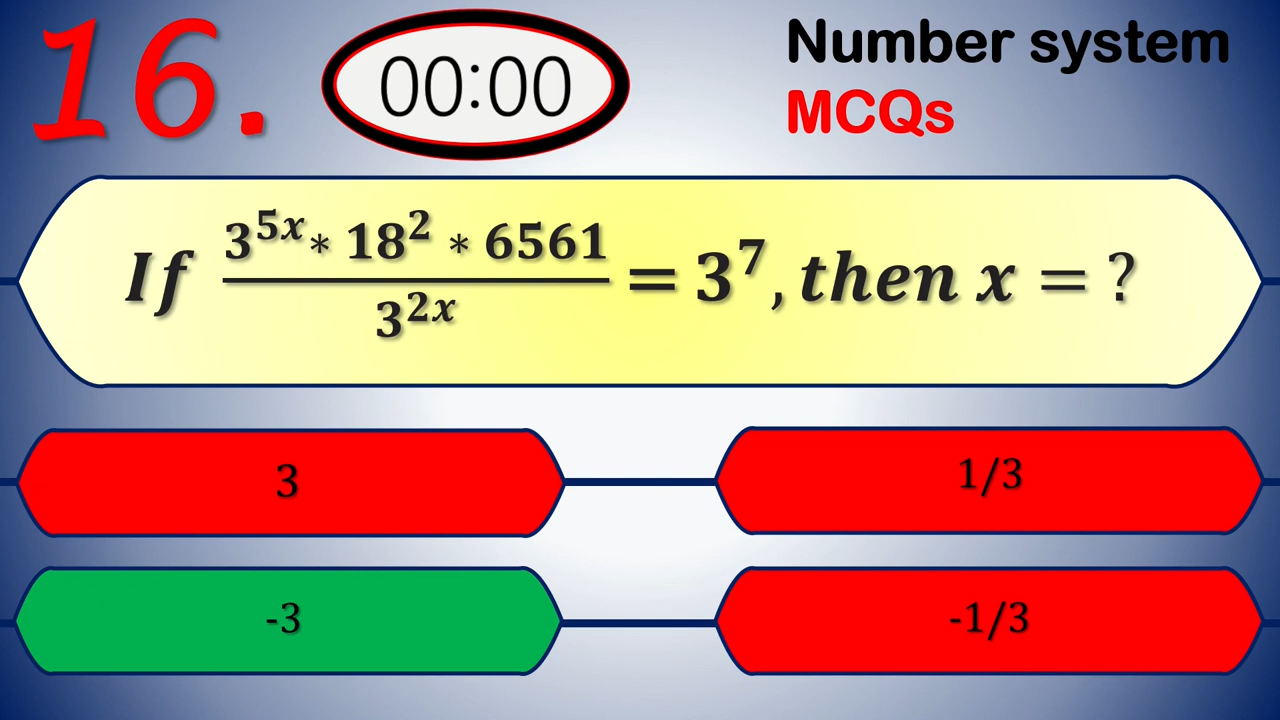 16.
00:00
Number system
MCQs
If \frac{3^{5x} * 18^2 * 6561}{3^{2x}} = 3^7, then x = ?
3
1/3
-3
-1/3